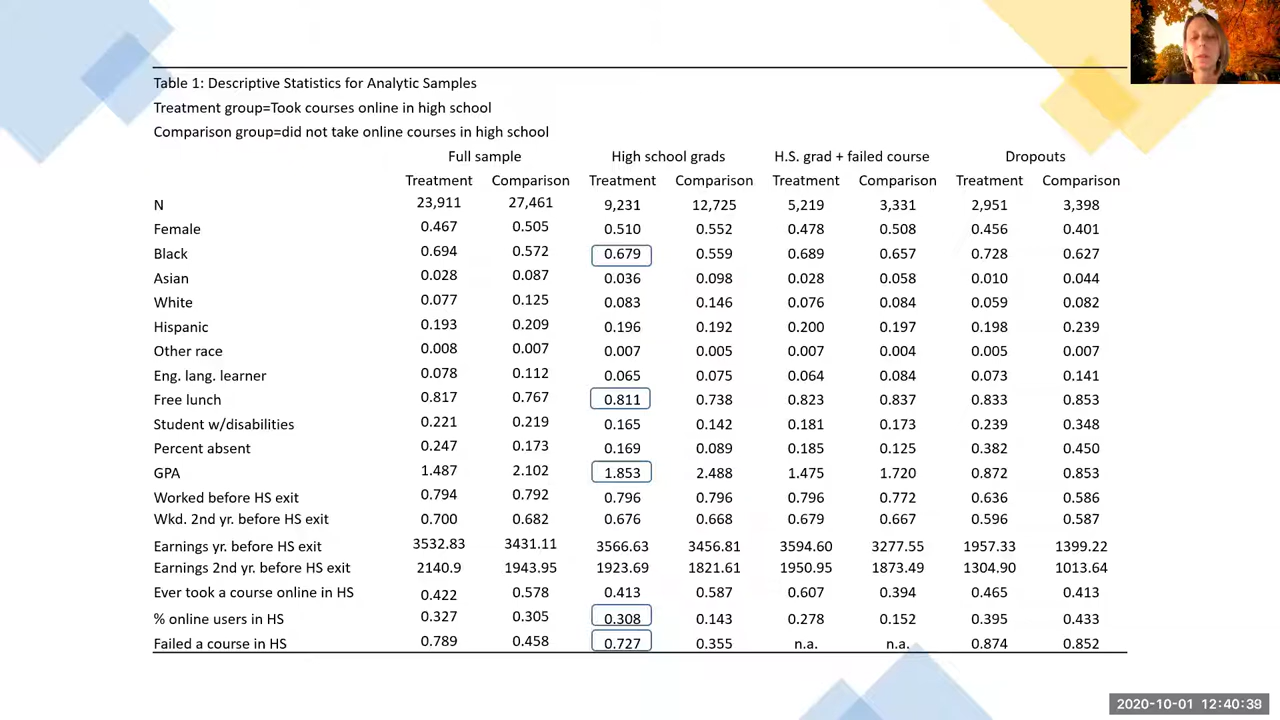 Table 1: Descriptive Statistics for Analytic Samples
Treatment group=Took courses online in high school
Comparison group=did not take online courses in high school
Full sample High school grads H.S. grad + failed course Dropouts
Treatment Comparison Treatment Comparison Treatment Comparison Treatment Comparison
N 23,911 27,461 9,231 12,725 5,219 3,331 2,951 3,398
Female 0.467 0.505 0.510 0.552 0.478 0.508 0.456 0.401
Black 0.694 0.572 0.679 0.559 0.689 0.657 0.728 0.627
Asian 0.028 0.087 0.036 0.098 0.028 0.058 0.010 0.044
White 0.077 0.125 0.083 0.146 0.076 0.084 0.059 0.082
Hispanic 0.193 0.209 0.196 0.192 0.200 0.197 0.198 0.239
Other race 0.008 0.007 0.007 0.005 0.007 0.004 0.005 0.007
Eng. lang. learner 0.078 0.112 0.065 0.075 0.064 0.084 0.073 0.141
Free lunch 0.817 0.767 0.811 0.738 0.823 0.837 0.833 0.853
Student w/disabilities 0.221 0.219 0.165 0.142 0.181 0.173 0.239 0.348
Percent absent 0.247 0.173 0.169 0.089 0.185 0.125 0.382 0.450
GPA 1.487 2.102 1.853 2.488 1.475 1.720 0.872 0.853
Worked before HS exit 0.794 0.792 0.796 0.796 0.796 0.772 0.636 0.586
Wkd. 2nd yr. before HS exit 0.700 0.682 0.676 0.668 0.679 0.667 0.596 0.587
Earnings yr. before HS exit 3532.83 3431.11 3566.63 3456.81 3594.60 3277.55 1957.33 1399.22
Earnings 2nd yr. before HS exit 2140.9 1943.95 1923.69 1821.61 1950.95 1873.49 1304.90 1013.64
Ever took a course online in HS 0.422 0.578 0.413 0.587 0.607 0.394 0.465 0.413
% online users in HS 0.327 0.305 0.308 0.143 0.278 0.152 0.395 0.433
Failed a course in HS 0.789 0.458 0.727 0.355 n.a. n.a. 0.874 0.852
2020-10-01 12:40:39